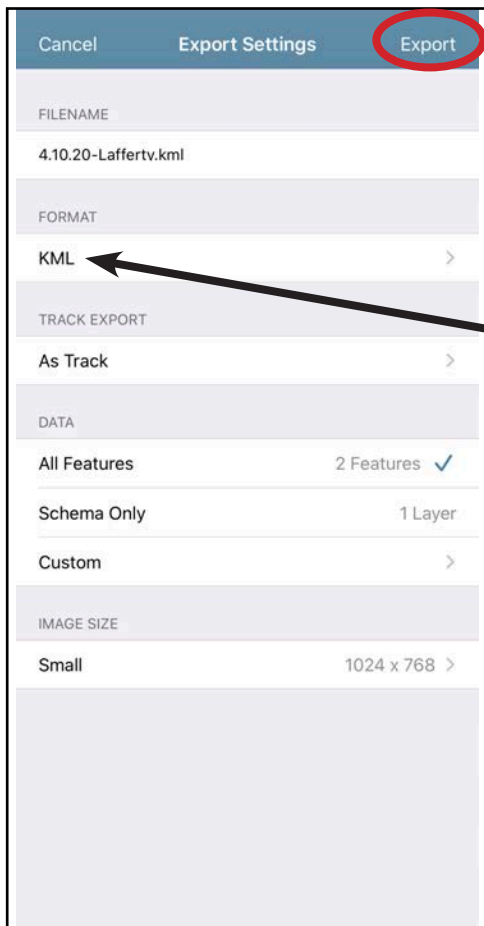 Cancel Export Settings Export
FILENAME
4.10.20-Laffertv.kml
FORMAT
KML
TRACK EXPORT
As Track
DATA
All Features 2 Features
Schema Only 1 Layer
Custom
IMAGE SIZE
Small 1024 x 768